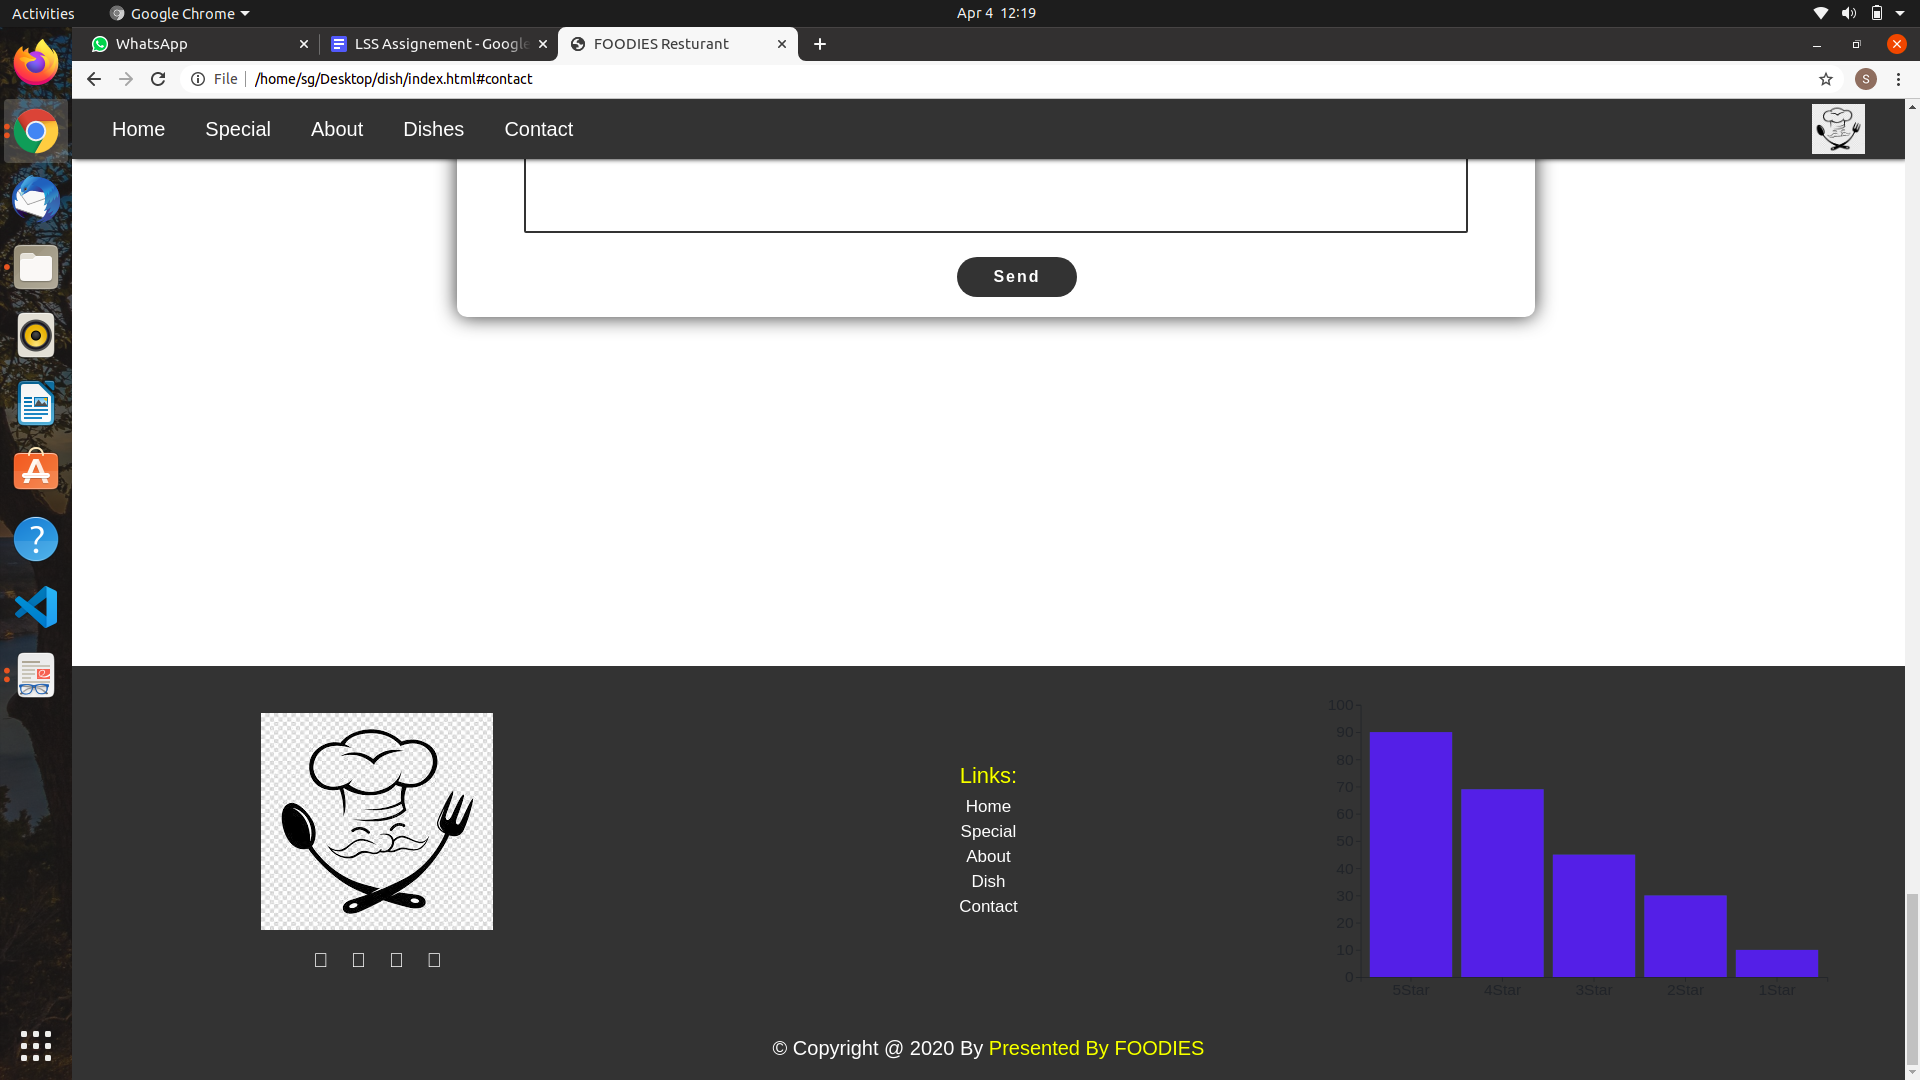 Activities Google Chrome Apr 4 12:19
WhatsApp LSS Assignement - Google FOODIES Resturant
File /home/sg/Desktop/dish/index.html#contact S
Home Special About Dishes Contact
Send
Links:
Home
Special
About
Dish
Contact
100
90
80
70
60
50
40
30
20
10
0
5Star 4Star 3Star 2Star 1Star
© Copyright @ 2020 By Presented By FOODIES